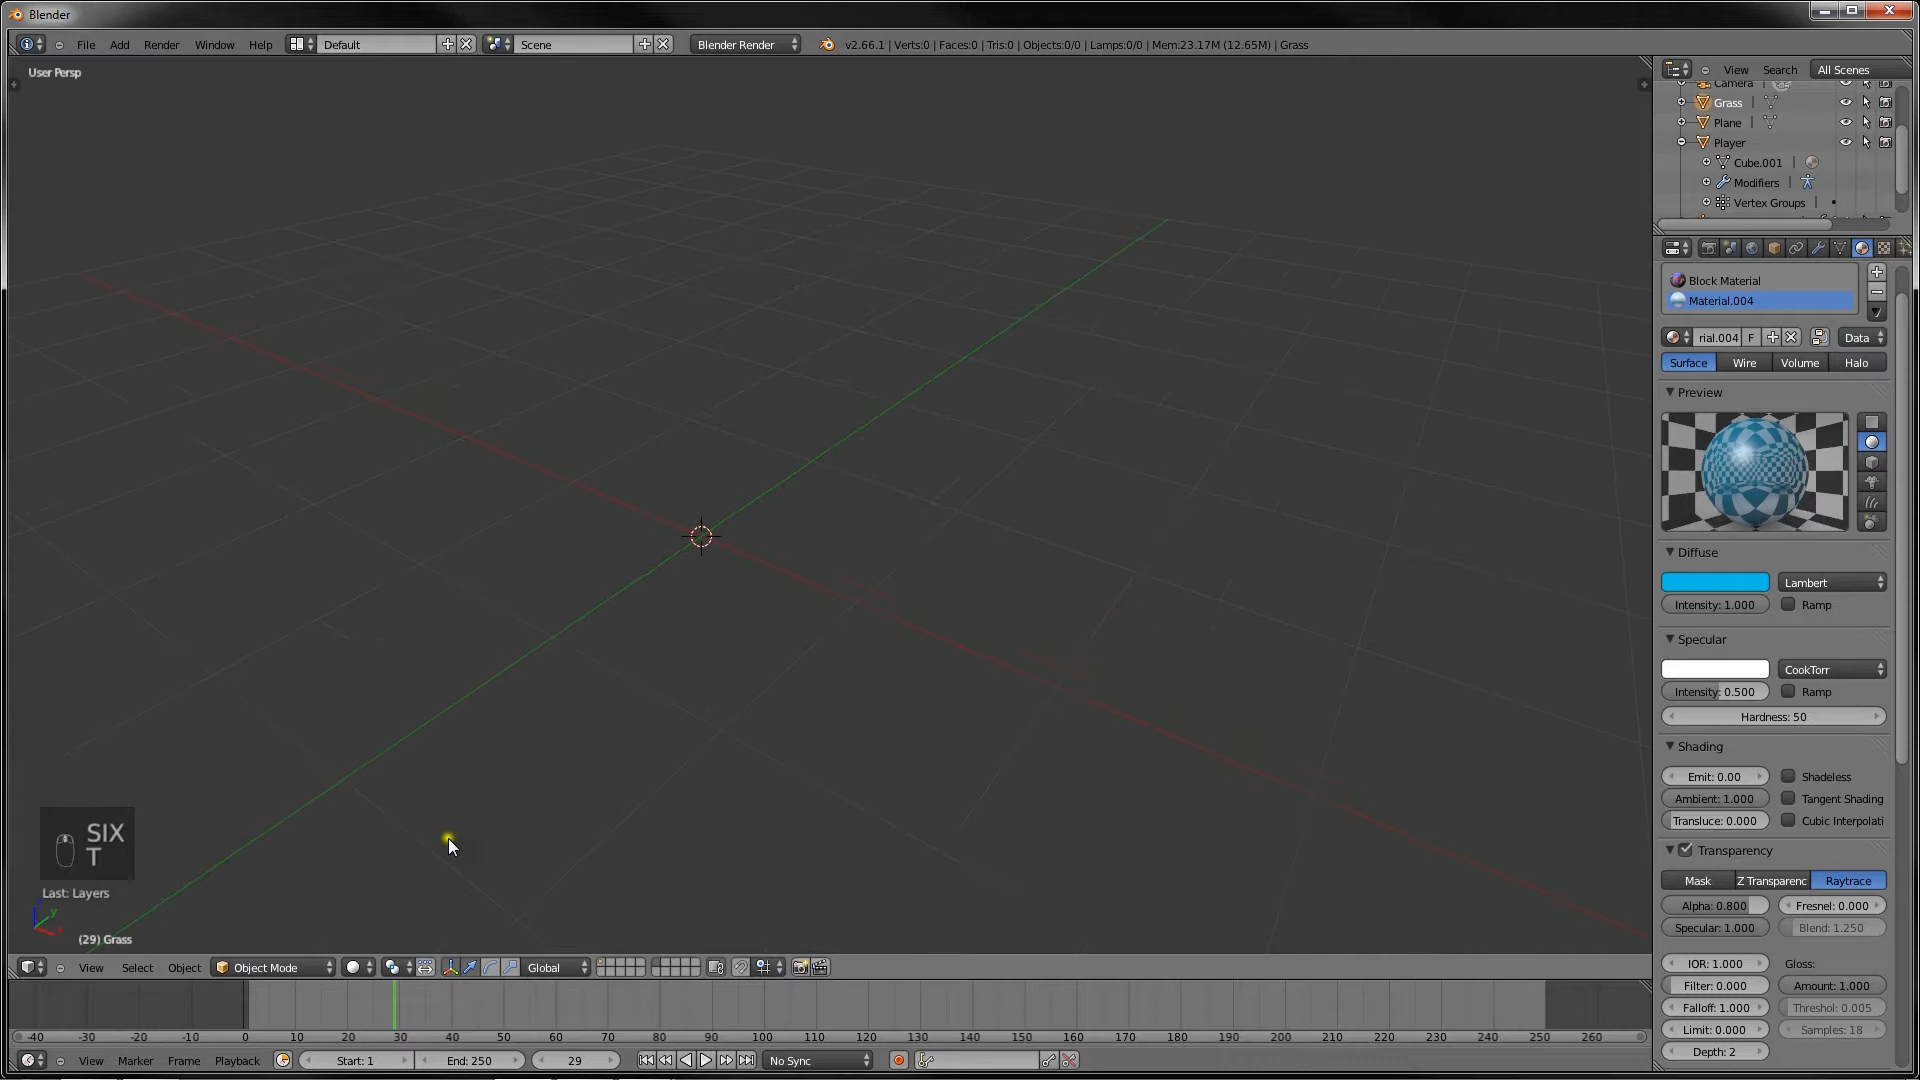 Blender
File Add Render Window Help Default Scene Blender Render v2.66.1 | Verts:0 | Faces:0 | Tris:0 | Objects:0/0 | Lamps:0/0 | Mem:23.17M (12.65M) | Grass
User Persp
View Search All Scenes
Camera
Grass
Plane
Player
Cube.001
Modifiers
Vertex Groups
Block Material
Material.004
rial.004 F Data
Surface Wire Volume Halo
Preview
Diffuse
Lambert
Intensity: 1.000 Ramp
Specular
CookTorr
Intensity: 0.500 Ramp
Hardness: 50
Shading
Emit: 0.00 Shadeless
Ambient: 1.000 Tangent Shading
Transluce: 0.000 Cubic Interpolati
Transparency
Mask Z Transparenc Raytrace
Alpha: 0.800 Fresnel: 0.000
Specular: 1.000 Blend: 1.250
IOR: 1.000 Gloss:
Filter: 0.000 Amount: 1.000
Falloff: 1.000 Threshol: 0.005
Limit: 0.000 Samples: 18
Depth: 2
SIX
T
Last: Layers
y
x
(29) Grass
View Select Object Object Mode Global
-40 -30 -20 -10 0 10 20 30 40 50 60 70 80 90 100 110 120 130 140 150 160 170 180 190 200 210 220 230 240 250 260
View Marker Frame Playback Start: 1 End: 250 29 No Sync